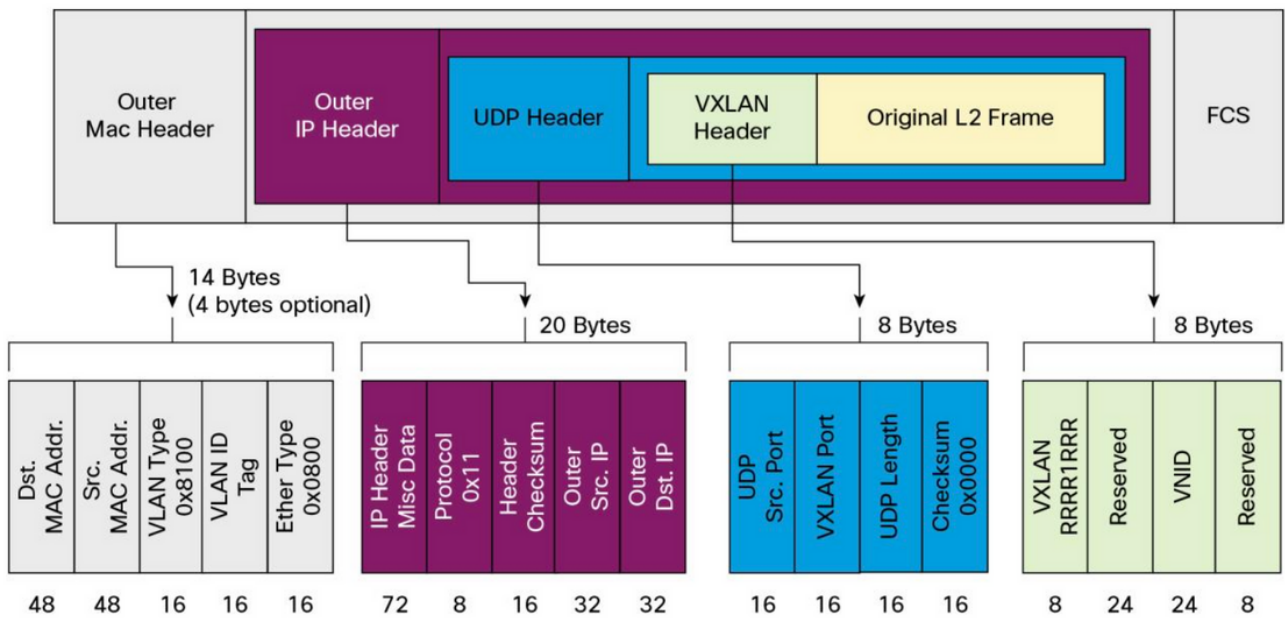 Outer
Mac Header
Outer
IP Header
UDP Header
VXLAN
Header
Original L2 Frame
FCS
14 Bytes
(4 bytes optional)
20 Bytes
8 Bytes
8 Bytes
Dst.
MAC Addr.
Src.
MAC Addr.
VLAN Type
0x8100
VLAN ID
Tag
Ether Type
0x0800
IP Header
Misc Data
Protocol
0x11
Header
Checksum
Outer
Src. IP
Outer
Dst. IP
UDP
Src. Port
VXLAN Port
UDP Length
Checksum
0x0000
VXLAN
RRRR1RRR
Reserved
VNID
Reserved
48 48 16 16 16
72 8 16 32 32
16 16 16 16
8 24 24 8